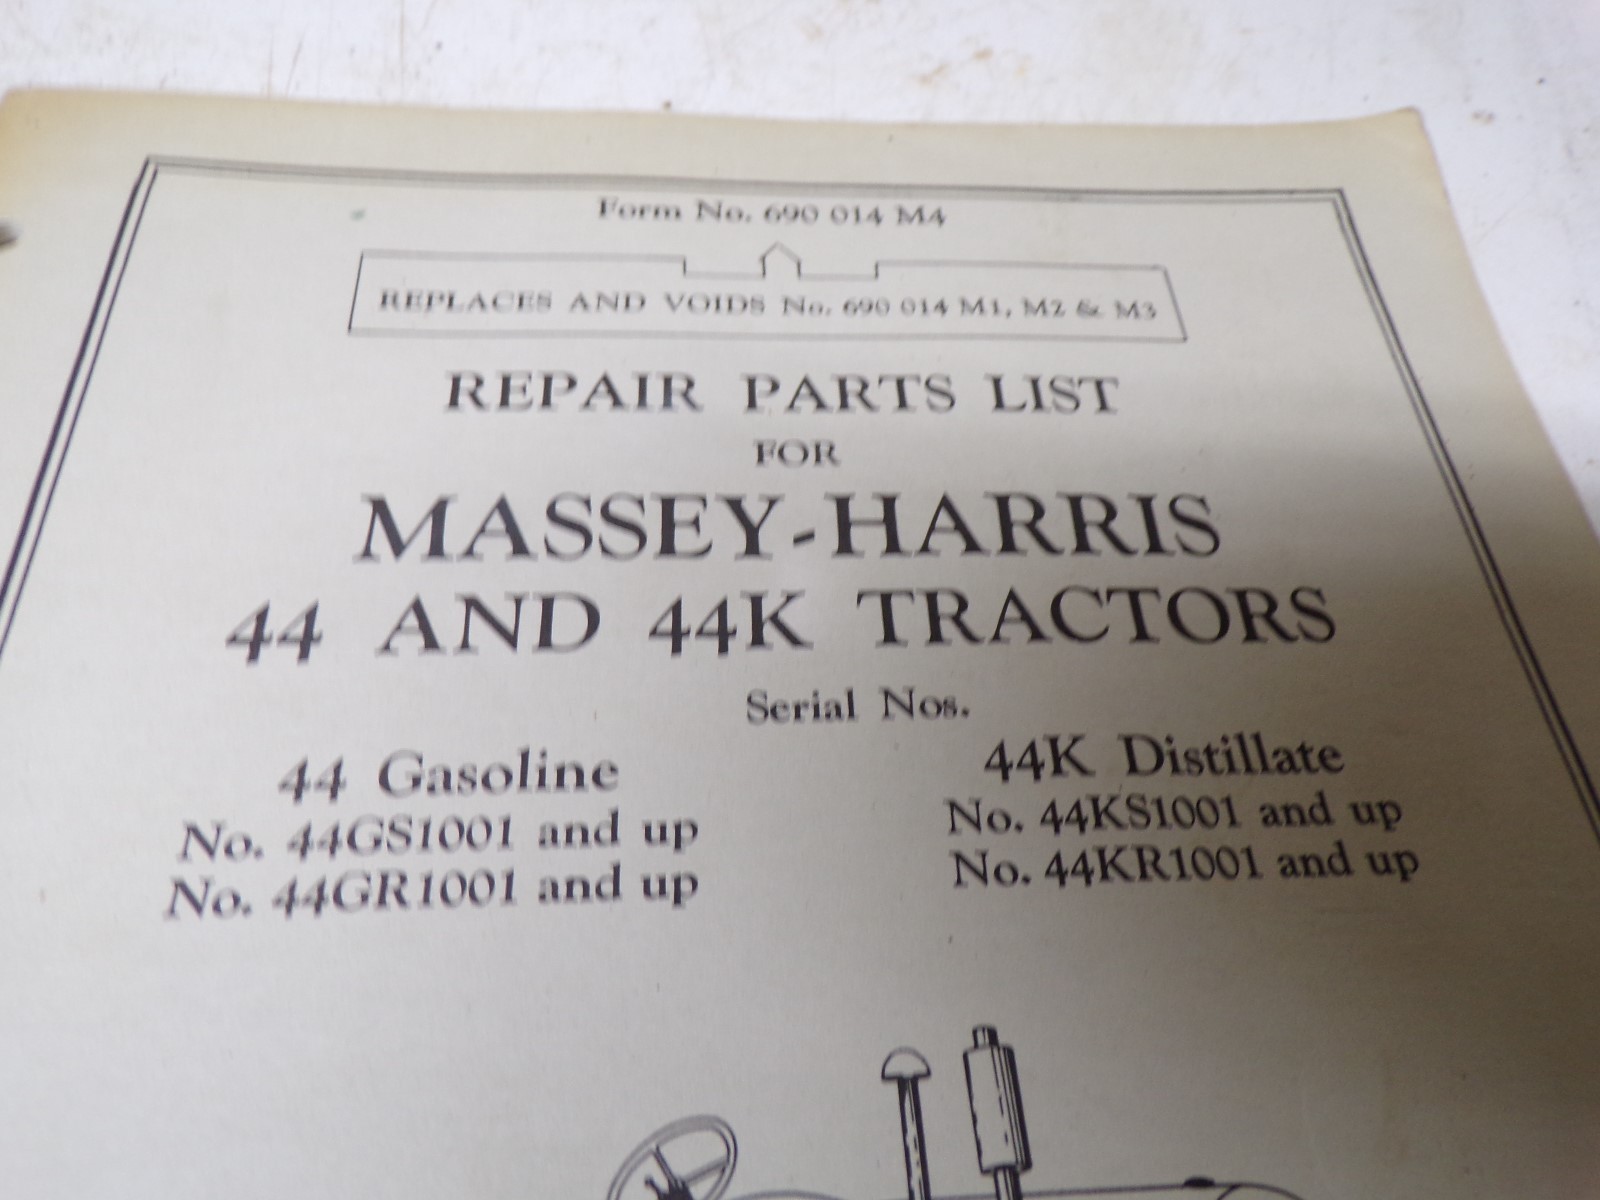 Form No. 690 014 M4
REPLACES AND VOIDS No. 690 014 M1, M2 & M3
REPAIR PARTS LIST
FOR
MASSEY-HARRIS
44 AND 44K TRACTORS
Serial Nos.
44 Gasoline
No. 44GS1001 and up
No. 44GR1001 and up
44K Distillate
No. 44KS1001 and up
No. 44KR1001 and up